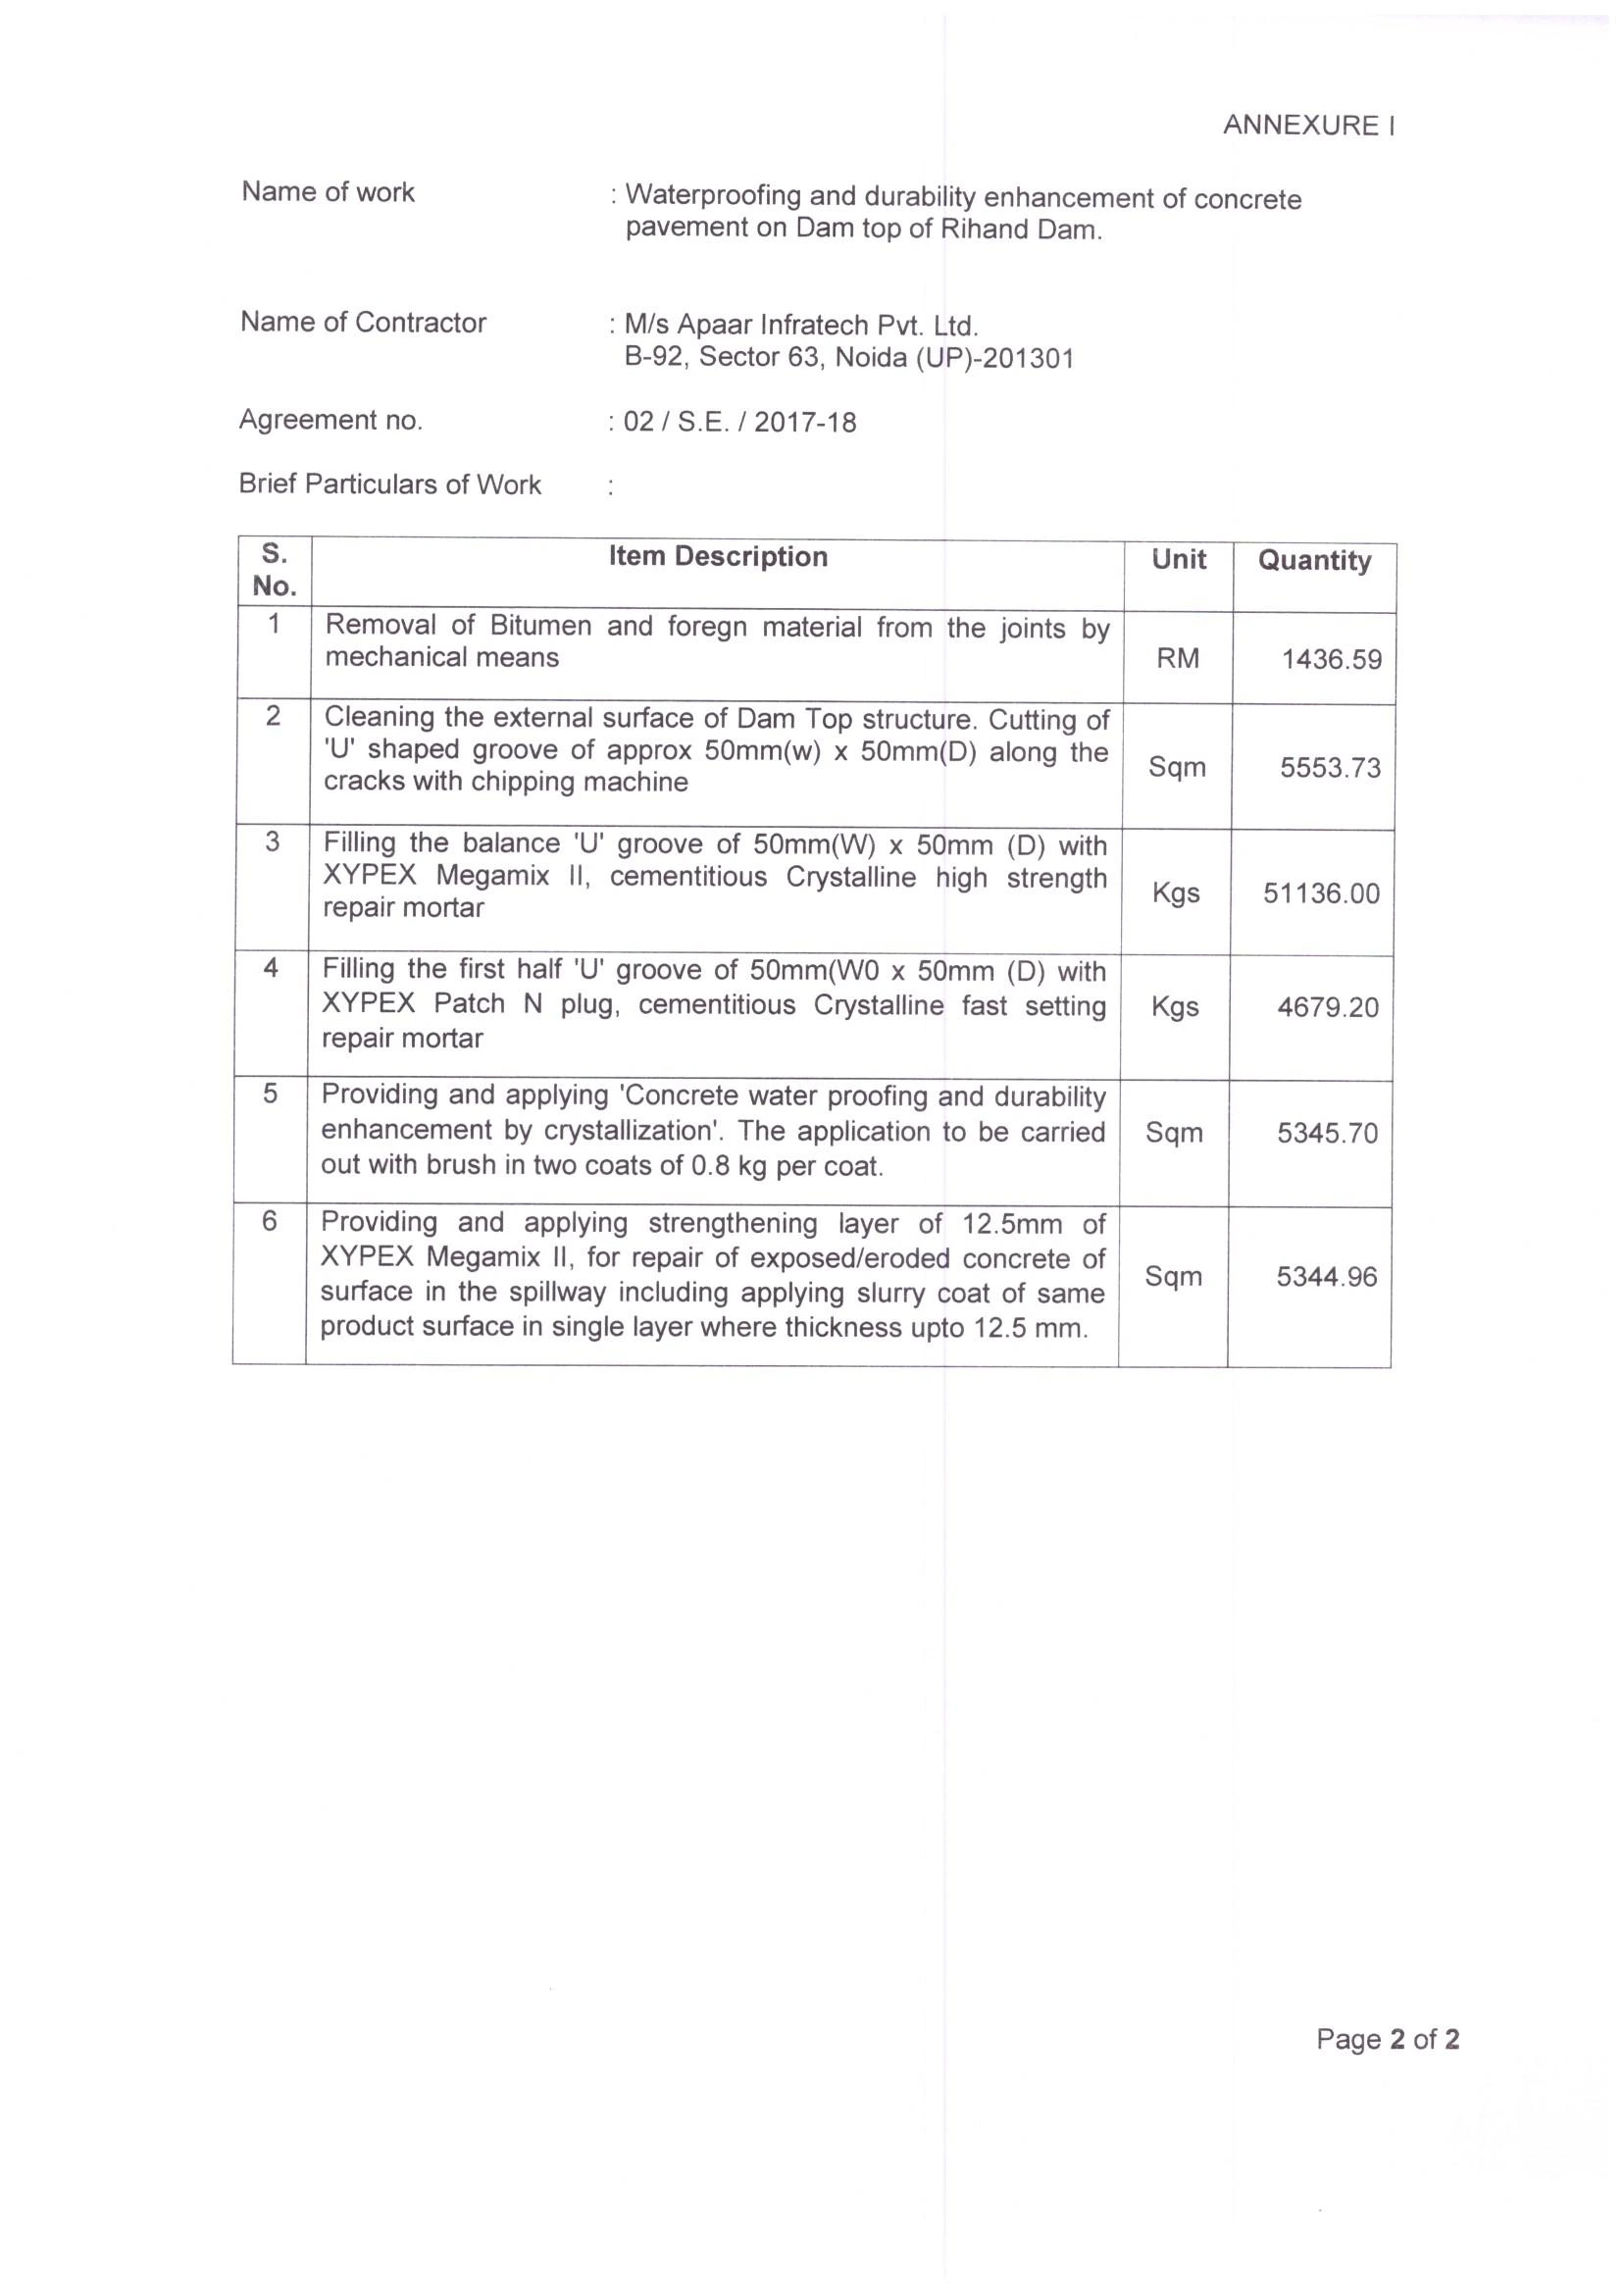 ANNEXURE I
Name of work : Waterproofing and durability enhancement of concrete
pavement on Dam top of Rihand Dam.
Name of Contractor : M/s Apaar Infratech Pvt. Ltd.
B-92, Sector 63, Noida (UP)-201301
Agreement no. : 02 / S.E. / 2017-18
Brief Particulars of Work :
S. No. Item Description Unit Quantity
1 Removal of Bitumen and foregn material from the joints by
mechanical means RM 1436.59
2 Cleaning the external surface of Dam Top structure. Cutting of
'U' shaped groove of approx 50mm(w) x 50mm(D) along the
cracks with chipping machine Sqm 5553.73
3 Filling the balance 'U' groove of 50mm(W) x 50mm (D) with
XYPEX Megamix II, cementitious Crystalline high strength
repair mortar Kgs 51136.00
4 Filling the first half 'U' groove of 50mm(W0 x 50mm (D) with
XYPEX Patch N plug, cementitious Crystalline fast setting
repair mortar Kgs 4679.20
5 Providing and applying 'Concrete water proofing and durability
enhancement by crystallization'. The application to be carried
out with brush in two coats of 0.8 kg per coat. Sqm 5345.70
6 Providing and applying strengthening layer of 12.5mm of
XYPEX Megamix II, for repair of exposed/eroded concrete of
surface in the spillway including applying slurry coat of same
product surface in single layer where thickness upto 12.5 mm. Sqm 5344.96
Page 2 of 2